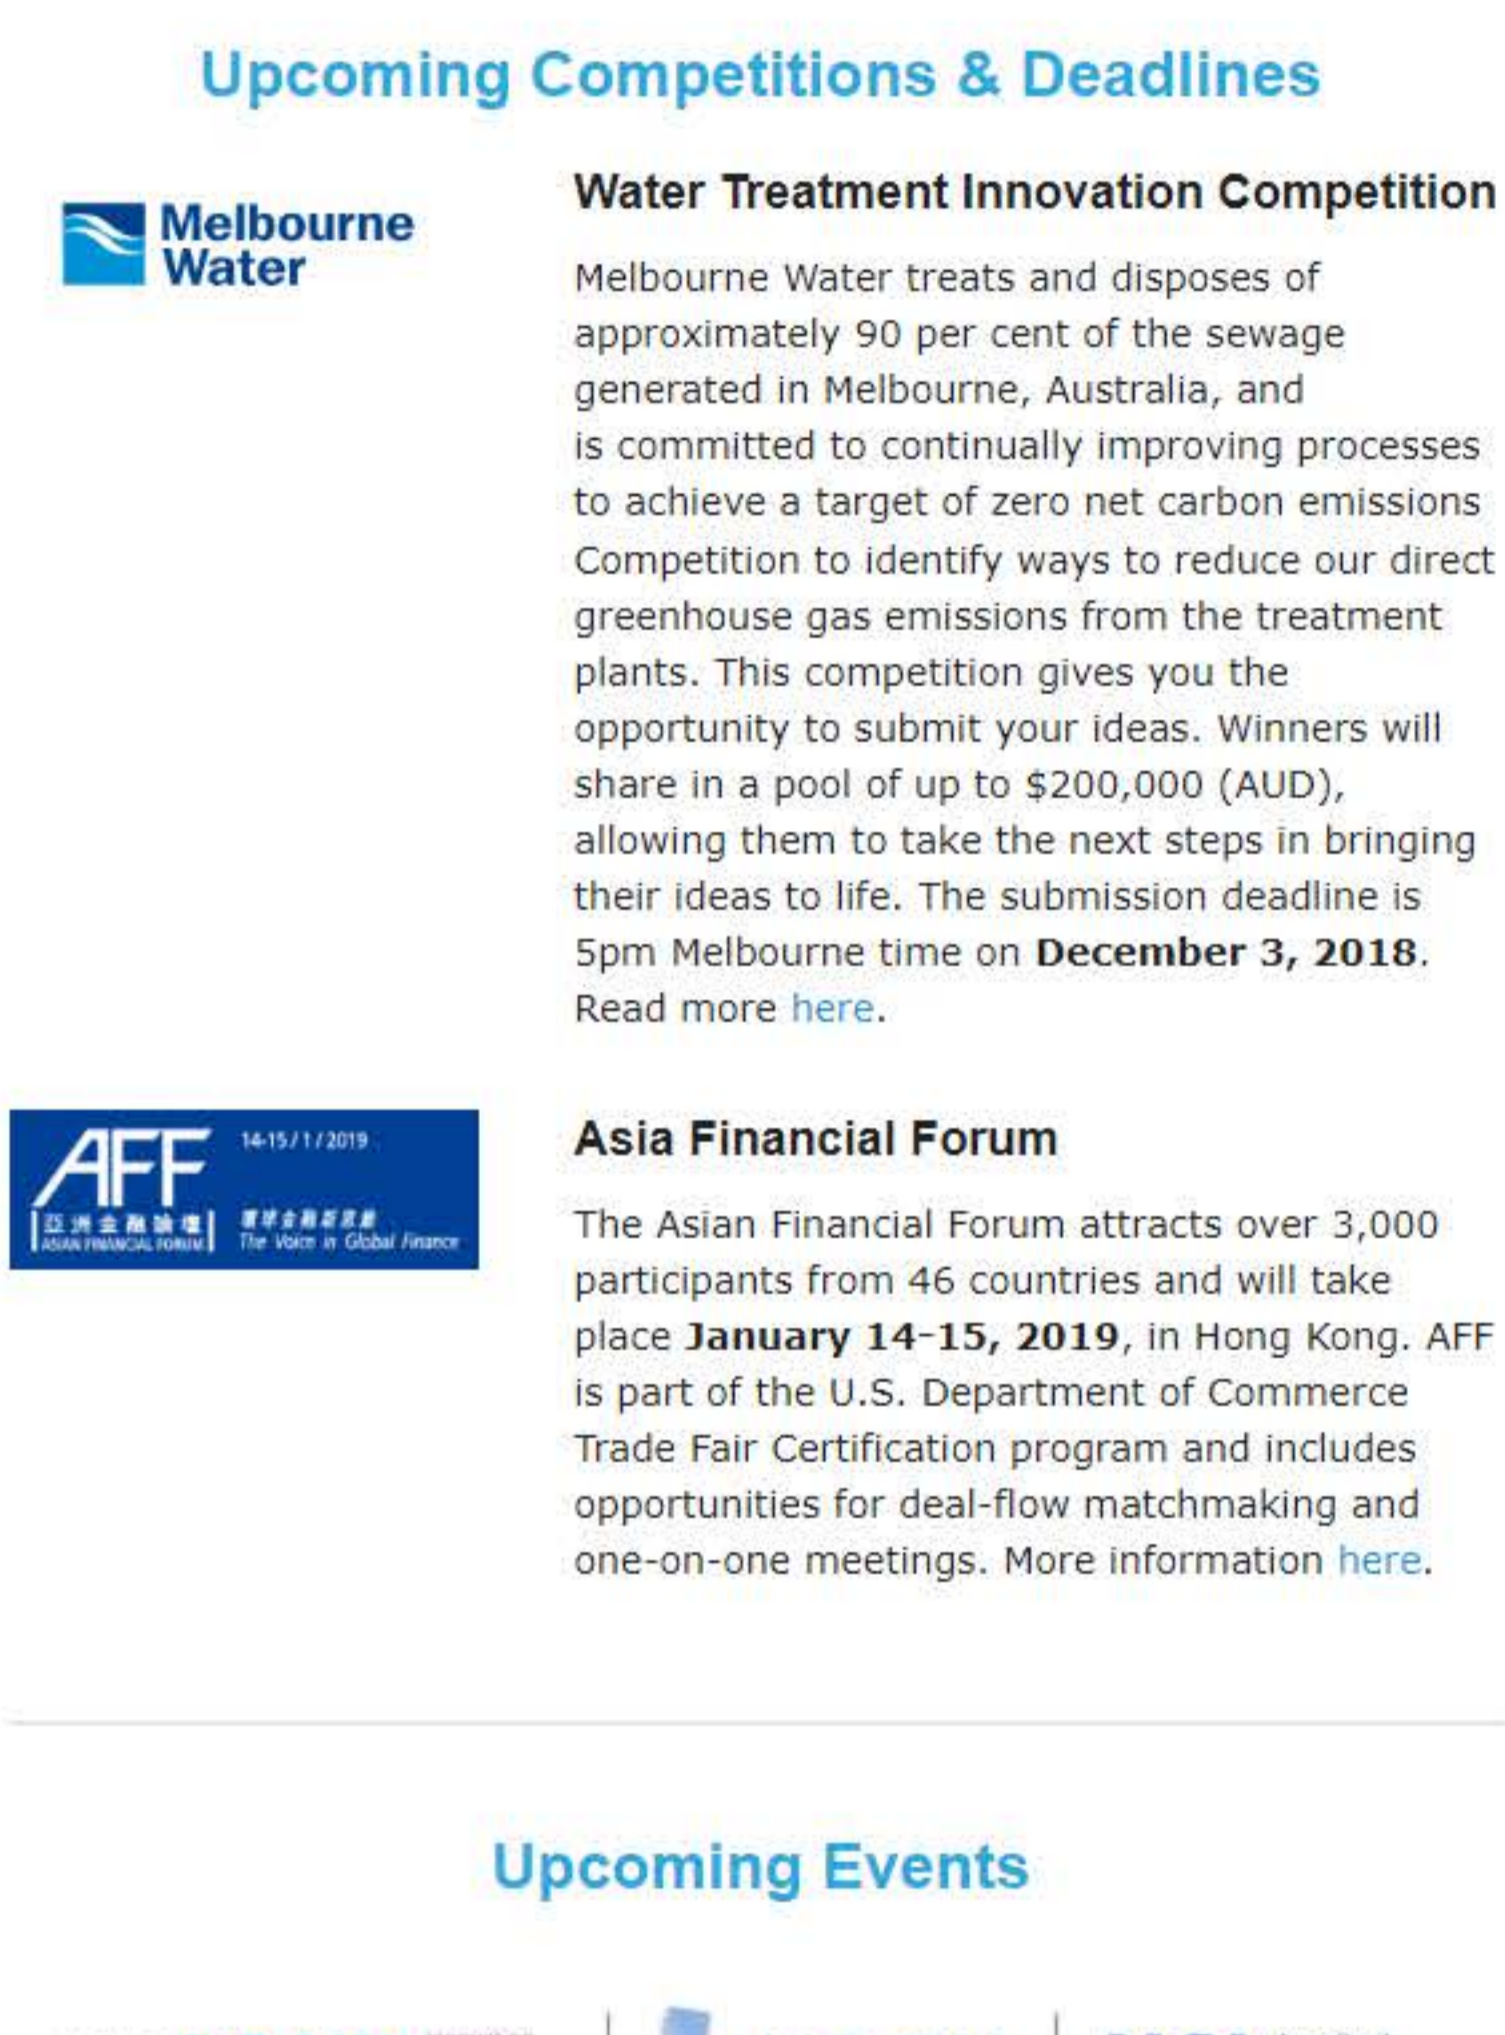 Upcoming Competitions & Deadlines
Melbourne
Water
Water Treatment Innovation Competition
Melbourne Water treats and disposes of
approximately 90 per cent of the sewage
generated in Melbourne, Australia, and
is committed to continually improving processes
to achieve a target of zero net carbon emissions
Competition to identify ways to reduce our direct
greenhouse gas emissions from the treatment
plants. This competition gives you the
opportunity to submit your ideas. Winners will
share in a pool of up to $200,000 (AUD),
allowing them to take the next steps in bringing
their ideas to life. The submission deadline is
5pm Melbourne time on December 3, 2018.
Read more here.
AFF
14-15/1/2019
亞洲金融論壇
ASIAN FINANCIAL FORUM
環球金融新思維
The Voice in Global Finance
Asia Financial Forum
The Asian Financial Forum attracts over 3,000
participants from 46 countries and will take
place January 14-15, 2019, in Hong Kong. AFF
is part of the U.S. Department of Commerce
Trade Fair Certification program and includes
opportunities for deal-flow matchmaking and
one-on-one meetings. More information here.
Upcoming Events